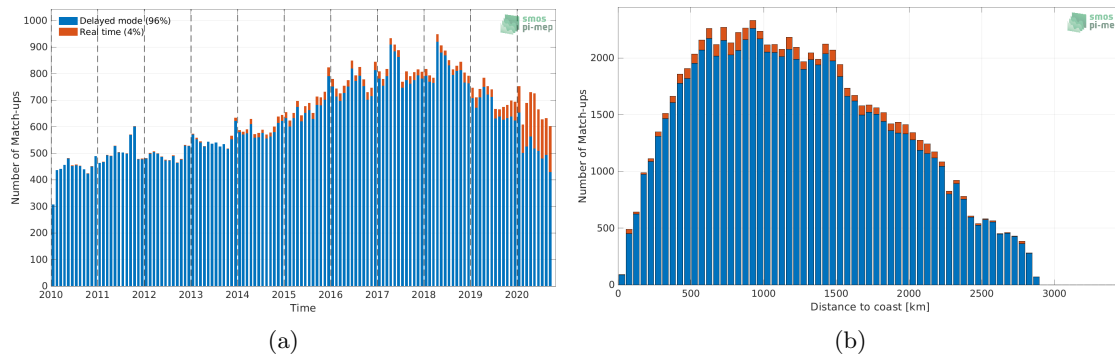 Delayed mode (96%)
Real time (4%)
smos
pi-mep
Number of Match-ups
1000
900
800
700
600
500
400
300
200
100
0
2010 2011 2012 2013 2014 2015 2016 2017 2018 2019 2020
Time
(a)
smos
pi-mep
Number of Match-ups
2000
1500
1000
500
0
0 500 1000 1500 2000 2500 3000
Distance to coast [km]
(b)